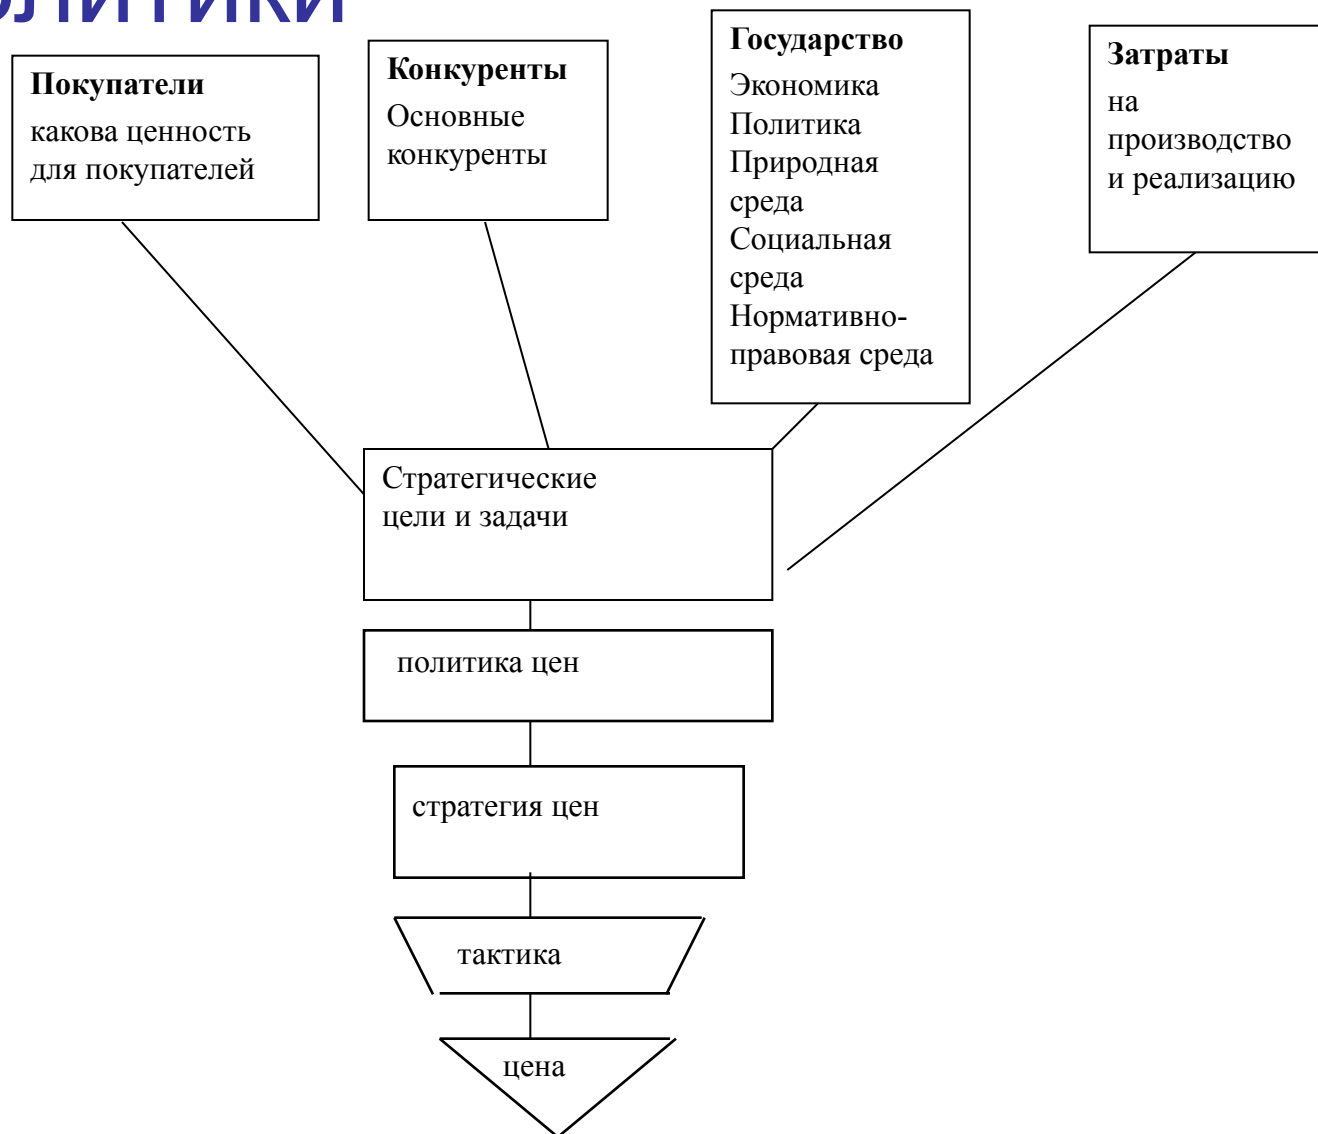 олитики
Покупатели
какова ценность
для покупателей
Конкуренты
Основные
конкуренты
Государство
Экономика
Политика
Природная
среда
Социальная
среда
Нормативно-
правовая среда
Затраты
на
производство
и реализацию
Стратегические
цели и задачи
политика цен
стратегия цен
тактика
цена